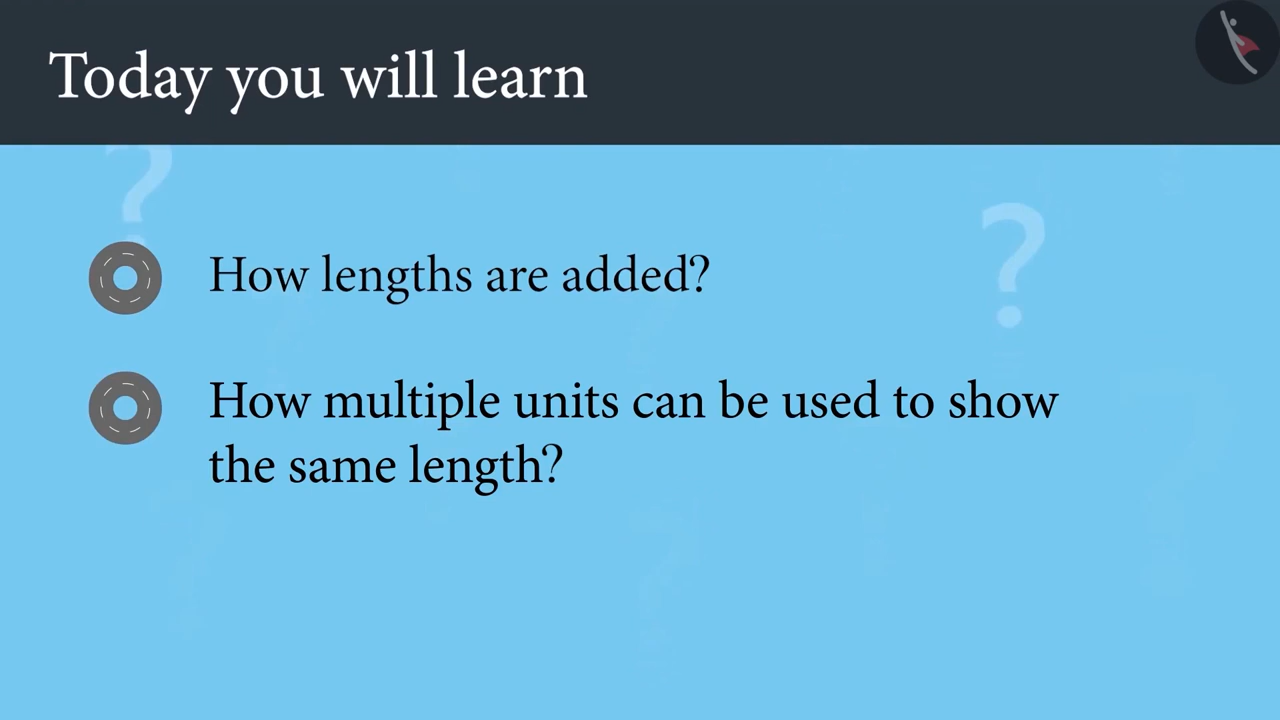 Today you will learn
How lengths are added?
How multiple units can be used to show
the same length?